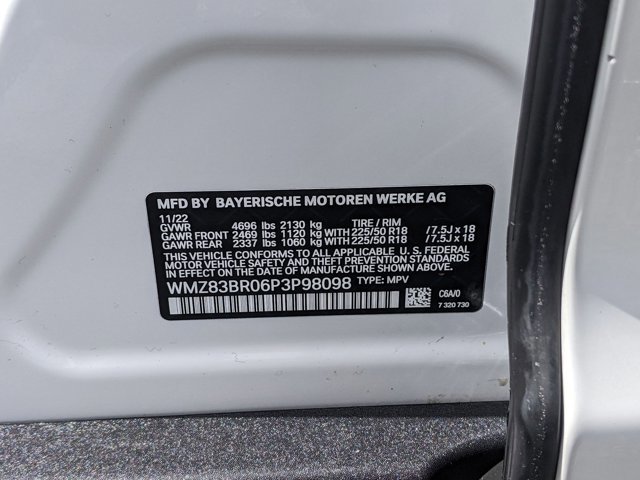 MFD BY BAYERISCHE MOTOREN WERKE AG
11/22
GVWR 4696 lbs 2130 kg TIRE / RIM
GAWR FRONT 2469 lbs 1120 kg WITH 225/50 R18 / 7.5J x 18
GAWR REAR 2337 lbs 1060 kg WITH 225/50 R18 / 7.5J x 18
THIS VEHICLE CONFORMS TO ALL APPLICABLE U. S. FEDERAL
MOTOR VEHICLE SAFETY, BUMPER, AND THEFT PREVENTION
STANDARDS IN EFFECT ON THE DATE OF MANUFACTURE SHOWN ABOVE.
WMZ83BR06P3P98098 TYPE: MPV
C6A/0
7 320 730